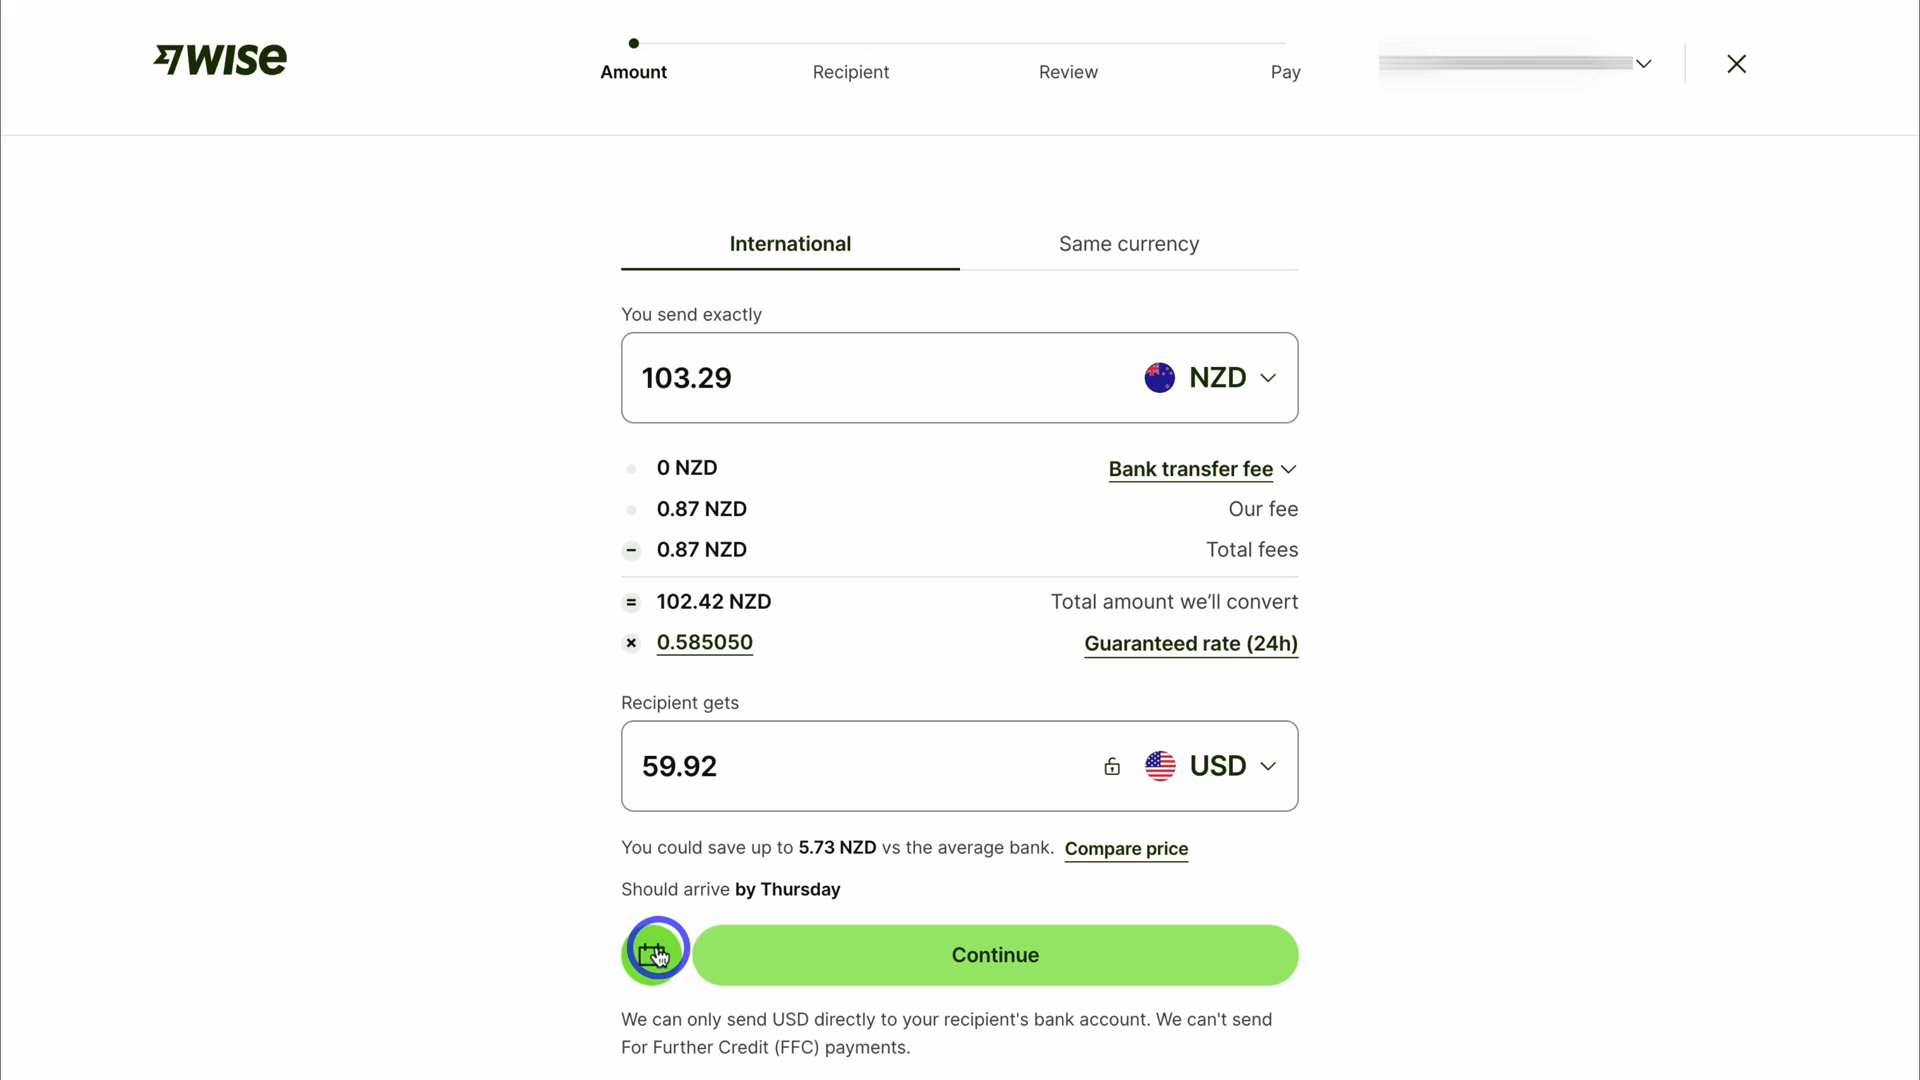 WISE
Amount
Recipient
Review
Pay
International
Same currency
You send exactly
103.29
NZD
0 NZD
Bank transfer fee
0.87 NZD
Our fee
0.87 NZD
Total fees
102.42 NZD
Total amount we’ll convert
0.585050
Guaranteed rate (24h)
Recipient gets
59.92
USD
You could save up to 5.73 NZD vs the average bank. Compare price
Should arrive by Thursday
Continue
We can only send USD directly to your recipient's bank account. We can't send
For Further Credit (FFC) payments.